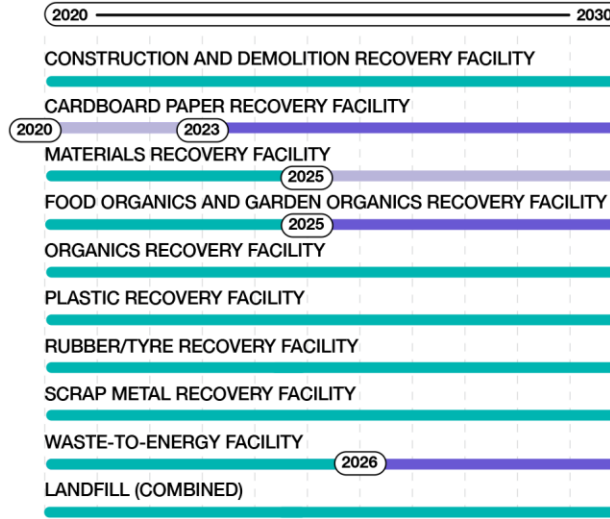 2020 2030
CONSTRUCTION AND DEMOLITION RECOVERY FACILITY
CARDBOARD PAPER RECOVERY FACILITY
2020 2023
MATERIALS RECOVERY FACILITY
2025
FOOD ORGANICS AND GARDEN ORGANICS RECOVERY FACILITY
2025
ORGANICS RECOVERY FACILITY
PLASTIC RECOVERY FACILITY
RUBBER/TYRE RECOVERY FACILITY
SCRAP METAL RECOVERY FACILITY
WASTE-TO-ENERGY FACILITY
2026
LANDFILL (COMBINED)